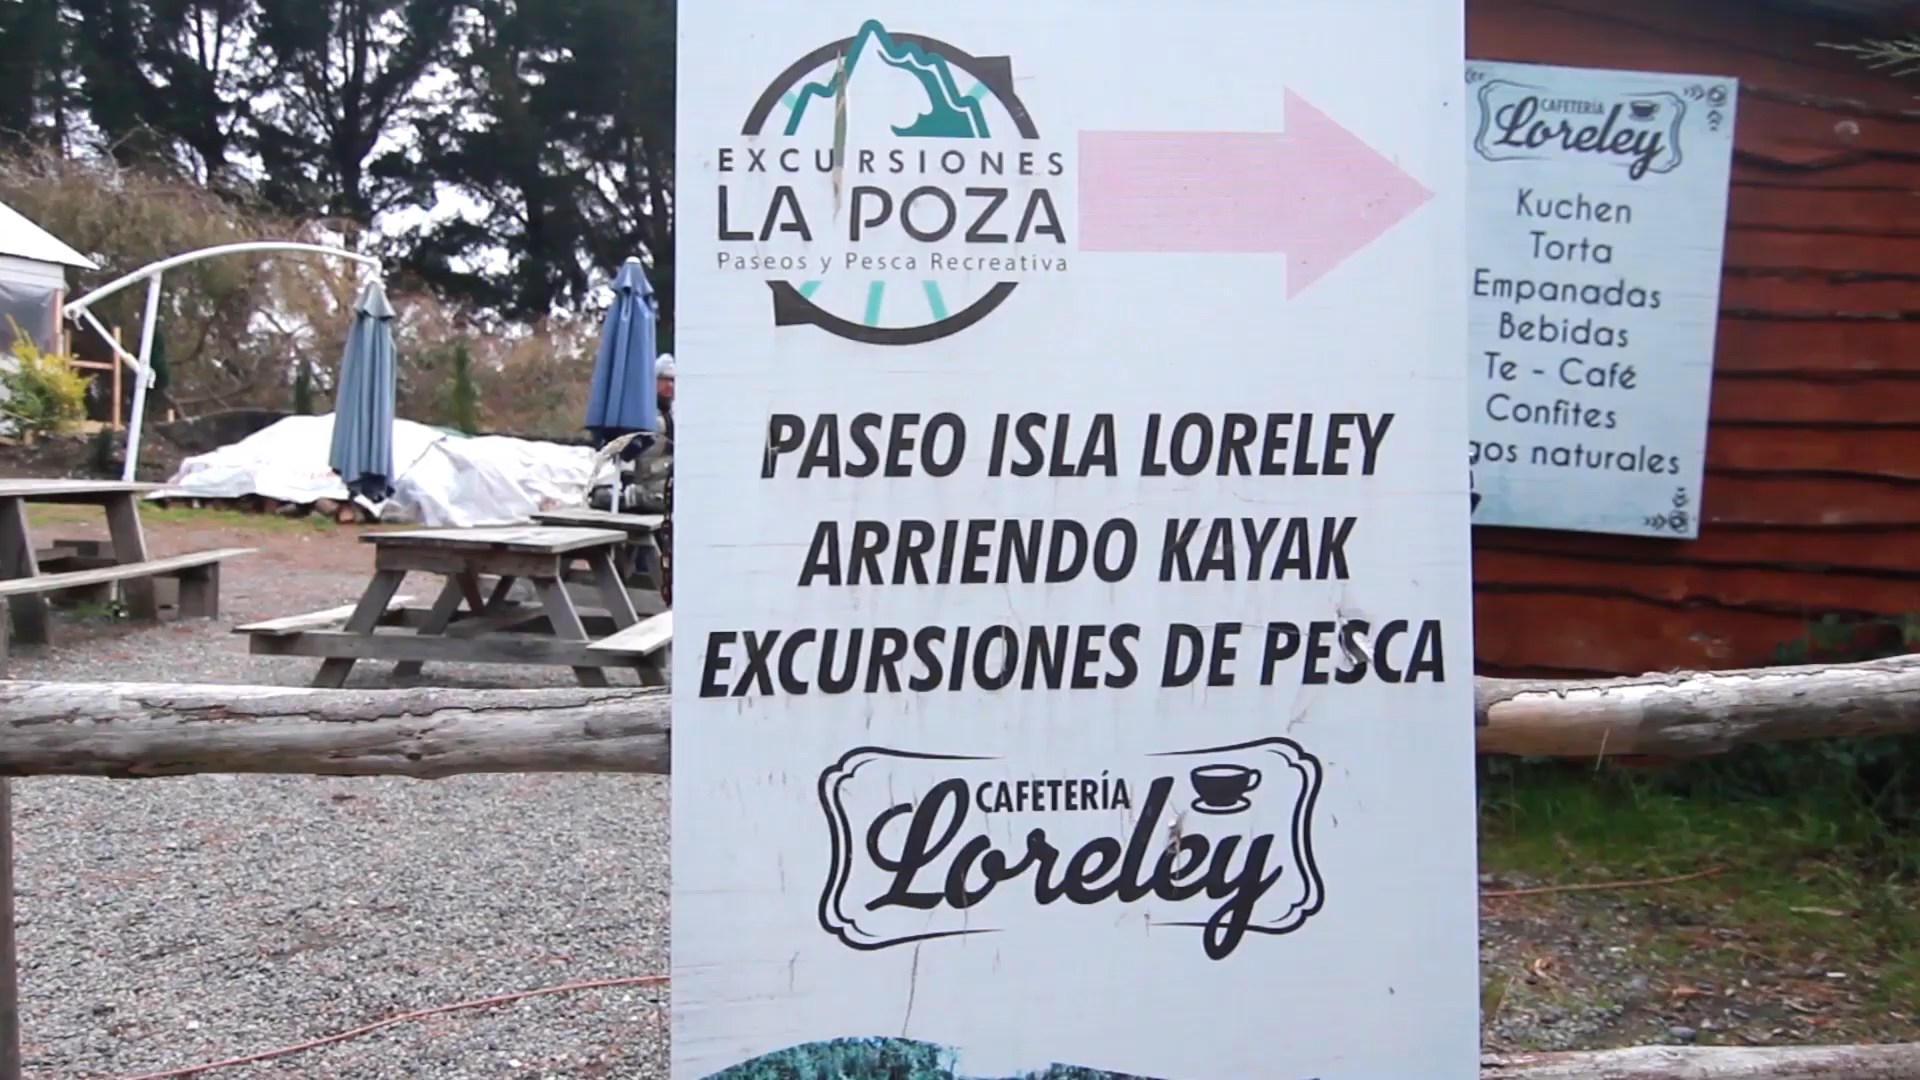 EXCURSIONES
LA POZA
Paseos y Pesca Recreativa
PASEO ISLA LORELEY
ARRIENDO KAYAK
EXCURSIONES DE PESCA
CAFETERÍA
Loreley
CAFETERÍA
Loreley
Kuchen
Torta
Empanadas
Bebidas
Te - Café
Confites
naturales